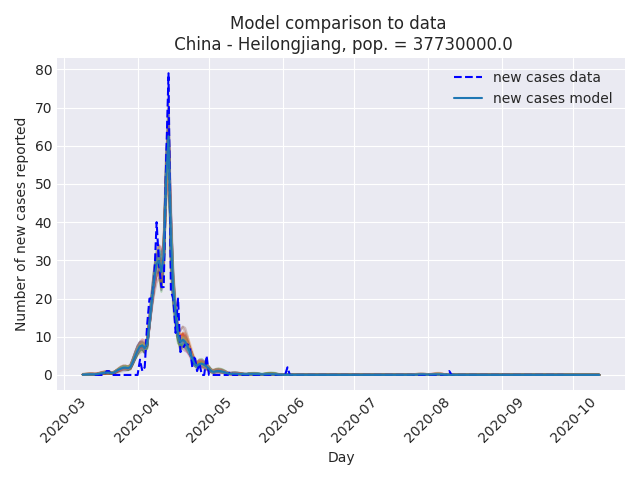 Model comparison to data
China - Heilongjiang, pop. = 37730000.0
new cases data
new cases model
Number of new cases reported
80
70
60
50
40
30
20
10
0
2020-03
2020-04
2020-05
2020-06
2020-07
2020-08
2020-09
2020-10
Day